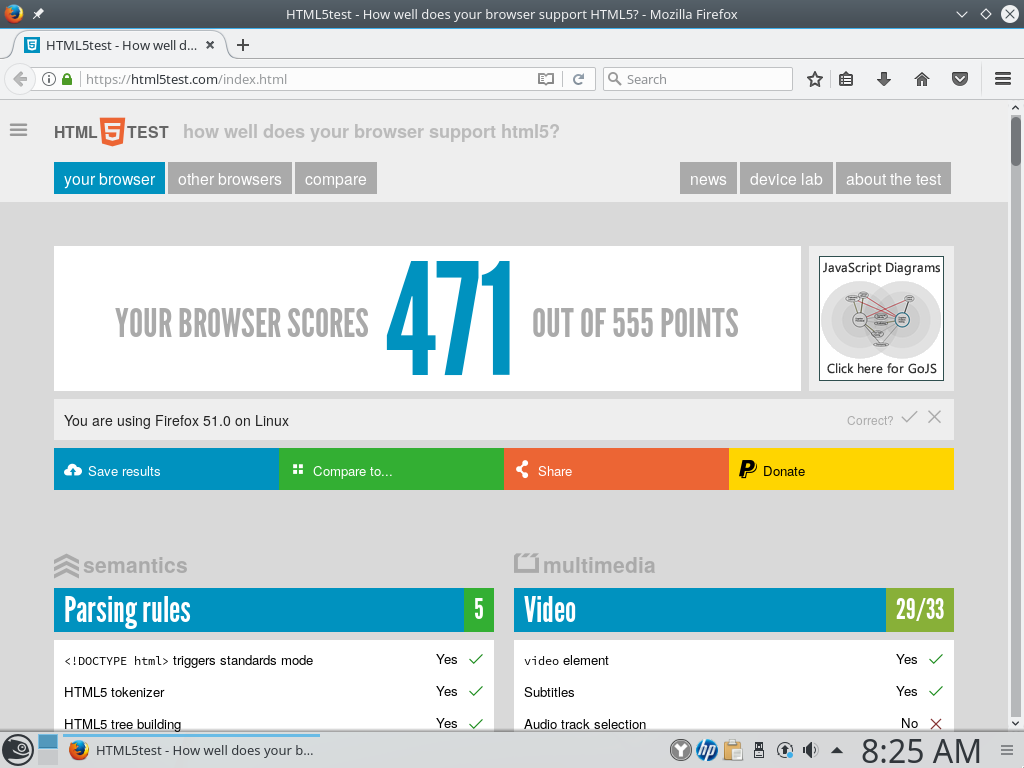 HTML5test - How well does your browser support HTML5? - Mozilla Firefox
HTML5test - How well d...
https://html5test.com/index.html
Search
HTML 5 TEST how well does your browser support html5?
your browser other browsers compare news device lab about the test
YOUR BROWSER SCORES 471 OUT OF 555 POINTS
JavaScript Diagrams
Click here for GoJS
You are using Firefox 51.0 on Linux Correct?
Save results Compare to... Share Donate
semantics
Parsing rules 5
<!DOCTYPE html> triggers standards mode Yes
HTML5 tokenizer Yes
HTML5 tree building Yes
multimedia
Video 29/33
video element Yes
Subtitles Yes
Audio track selection No
HTML5test - How well does your b...
hp
8:25 AM